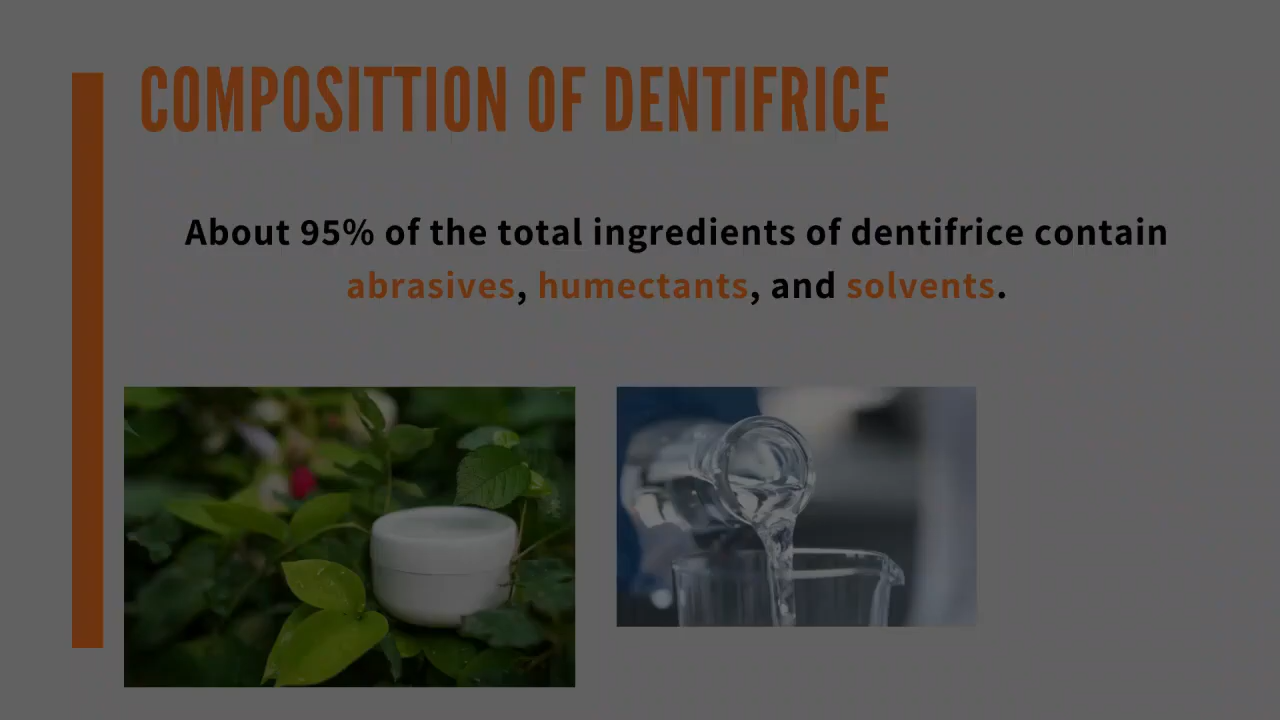 COMPOSITTION OF DENTIFRICE
About 95% of the total ingredients of dentifrice contain
abrasives, humectants, and solvents.